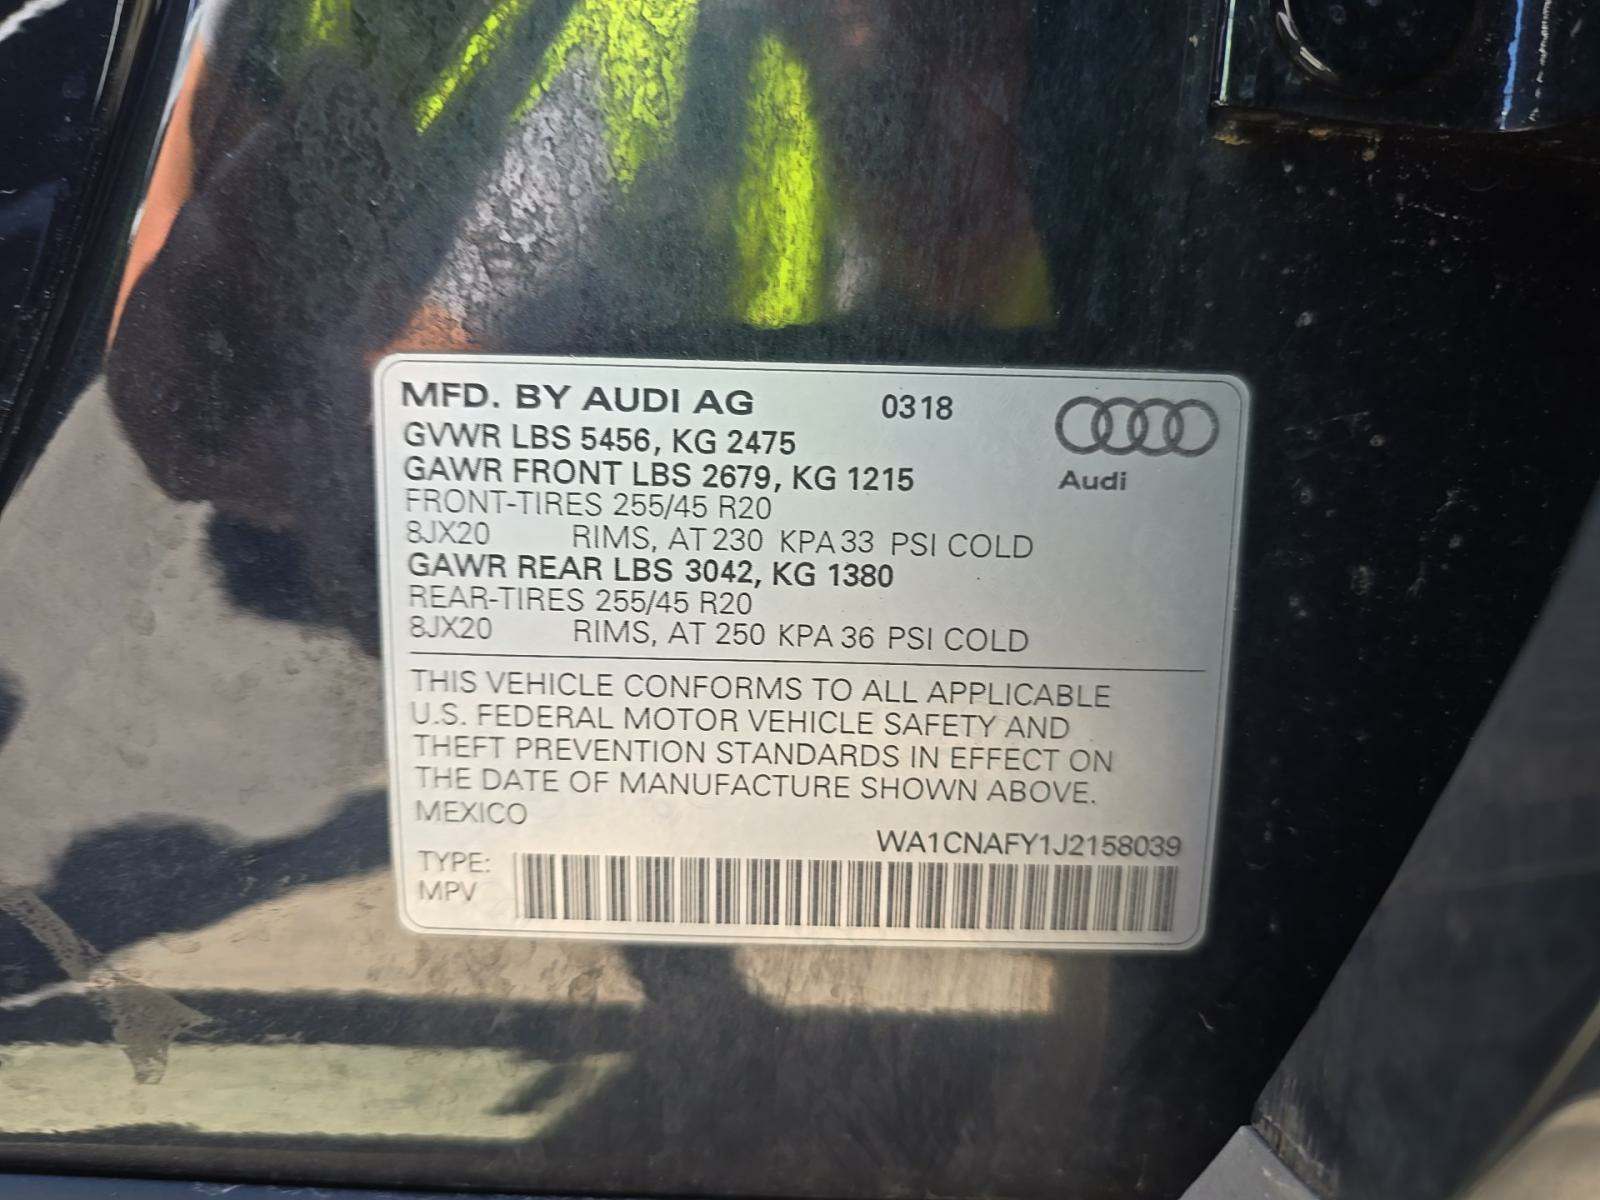 MFD. BY AUDI AG 0318
GVWR LBS 5456, KG 2475
GAWR FRONT LBS 2679, KG 1215
Audi
FRONT-TIRES 255/45 R20
8JX20 RIMS, AT 230 KPA 33 PSI COLD
GAWR REAR LBS 3042, KG 1380
REAR-TIRES 255/45 R20
8JX20 RIMS, AT 250 KPA 36 PSI COLD
THIS VEHICLE CONFORMS TO ALL APPLICABLE
U.S. FEDERAL MOTOR VEHICLE SAFETY AND
THEFT PREVENTION STANDARDS IN EFFECT ON
THE DATE OF MANUFACTURE SHOWN ABOVE.
MEXICO
WA1CNAFY1J2158039
TYPE:
MPV